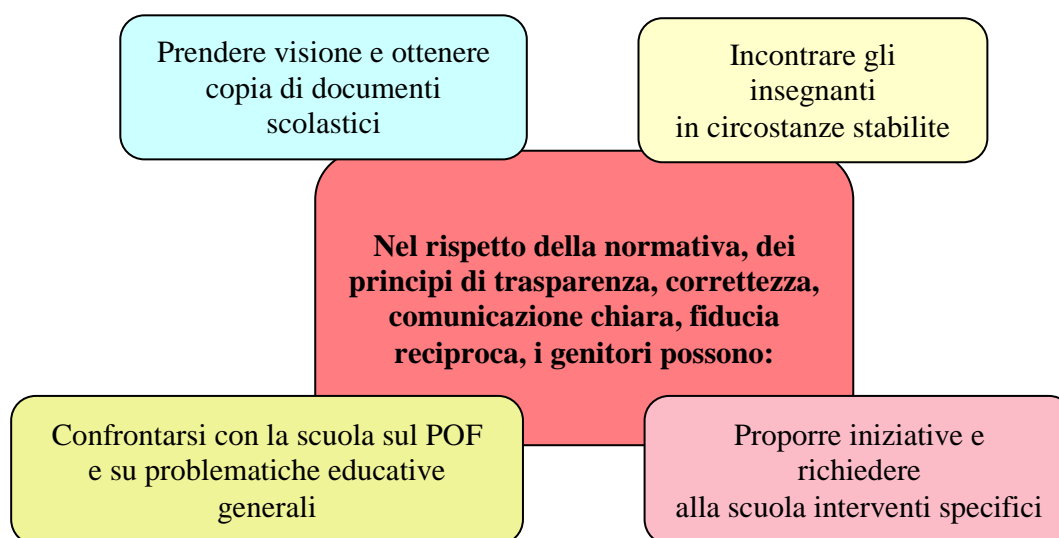 Prendere visione e ottenere
copia di documenti
scolastici
Incontrare gli
insegnanti
in circostanze stabilite
Nel rispetto della normativa, dei
principi di trasparenza, correttezza,
comunicazione chiara, fiducia
reciproca, i genitori possono:
Confrontarsi con la scuola sul POF
e su problematiche educative
generali
Proporre iniziative e
richiedere
alla scuola interventi specifici